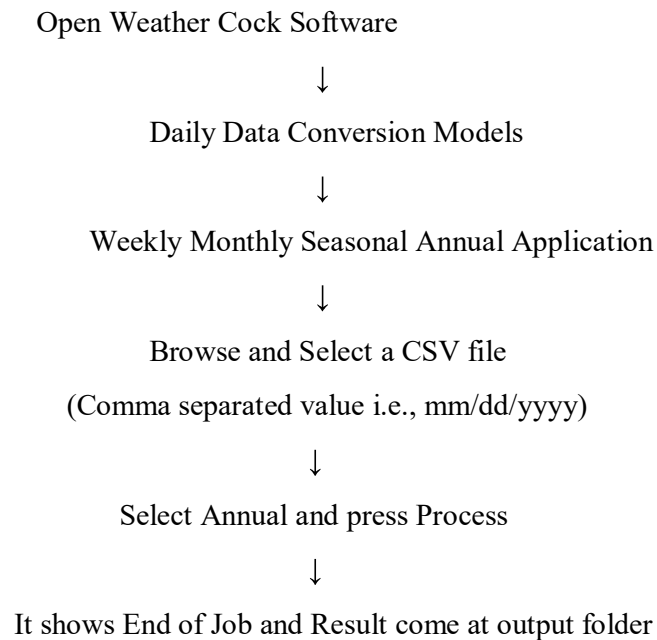 Open Weather Cock Software
↓
Daily Data Conversion Models
↓
Weekly Monthly Seasonal Annual Application
↓
Browse and Select a CSV file
(Comma separated value i.e., mm/dd/yyyy)
↓
Select Annual and press Process
↓
It shows End of Job and Result come at output folder